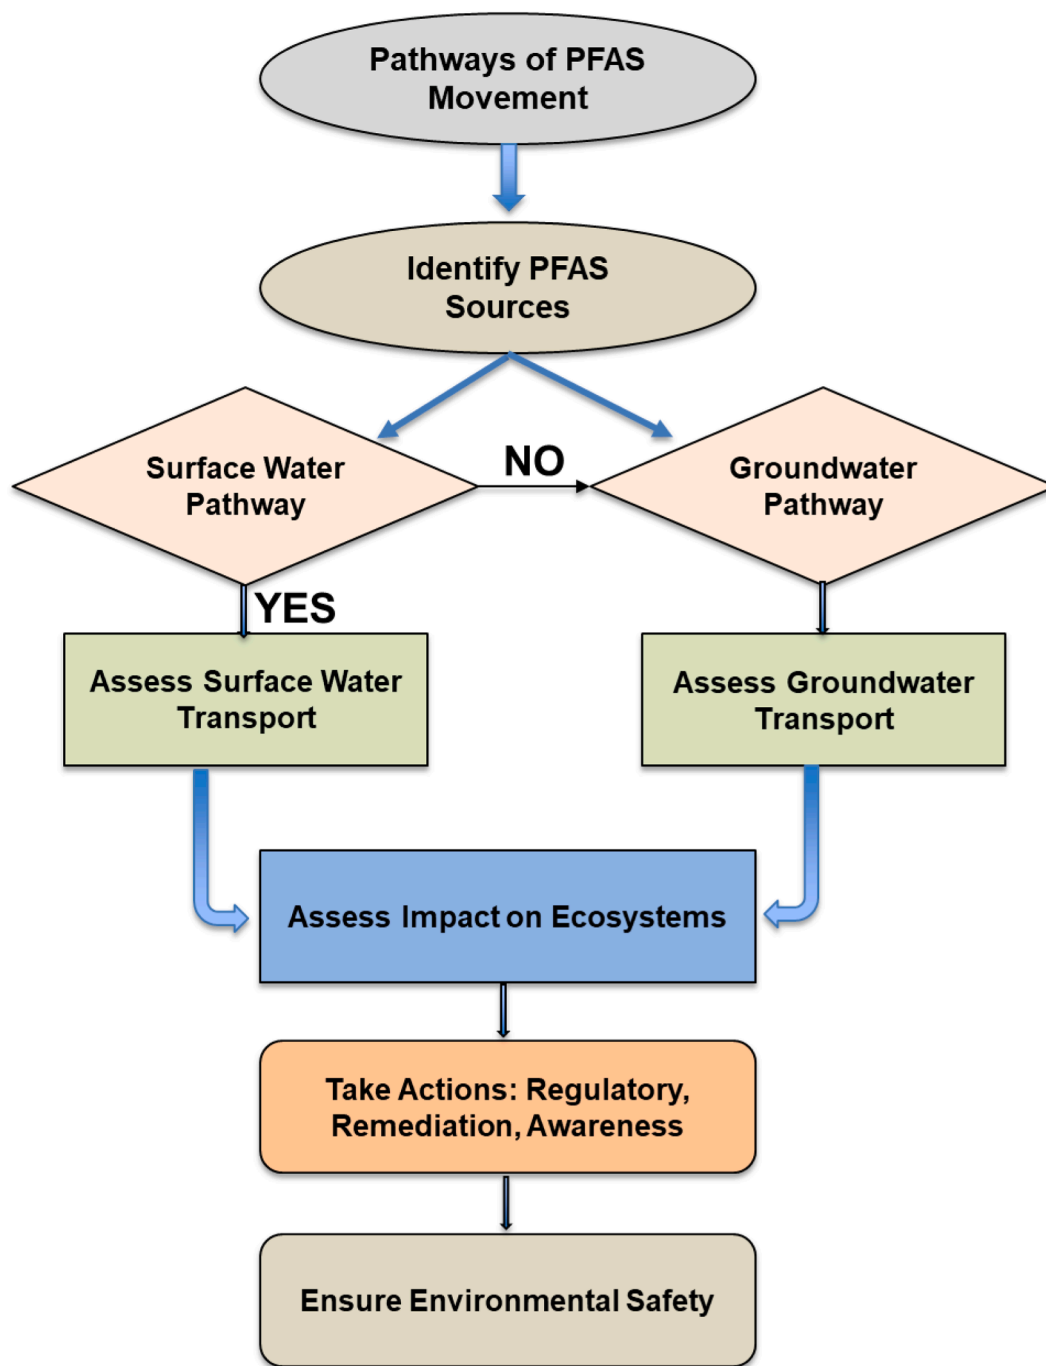 Pathways of PFAS
Movement
Identify PFAS
Sources
Surface Water
Pathway
NO
Groundwater
Pathway
YES
Assess Surface Water
Transport
Assess Groundwater
Transport
Assess Impact on Ecosystems
Take Actions: Regulatory,
Remediation, Awareness
Ensure Environmental Safety